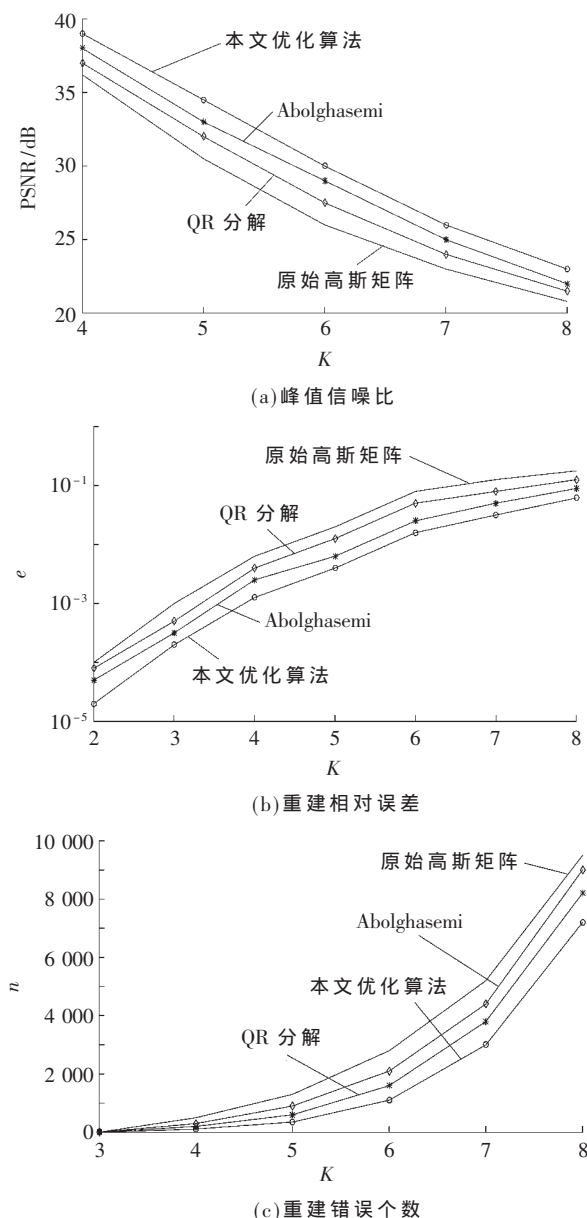 40
本文优化算法
35
Abolghasemi
PSNR/dB
30
QR 分解
25
原始高斯矩阵
20
4 5 6 7 8
K
(a)峰值信噪比
原始高斯矩阵
10⁻¹
QR 分解
e
10⁻³
Abolghasemi
本文优化算法
10⁻⁵
2 3 4 5 6 7 8
K
(b)重建相对误差
10 000
原始高斯矩阵
8 000
Abolghasemi
6 000
n
本文优化算法
4 000
QR 分解
2 000
0
3 4 5 6 7 8
K
(c)重建错误个数